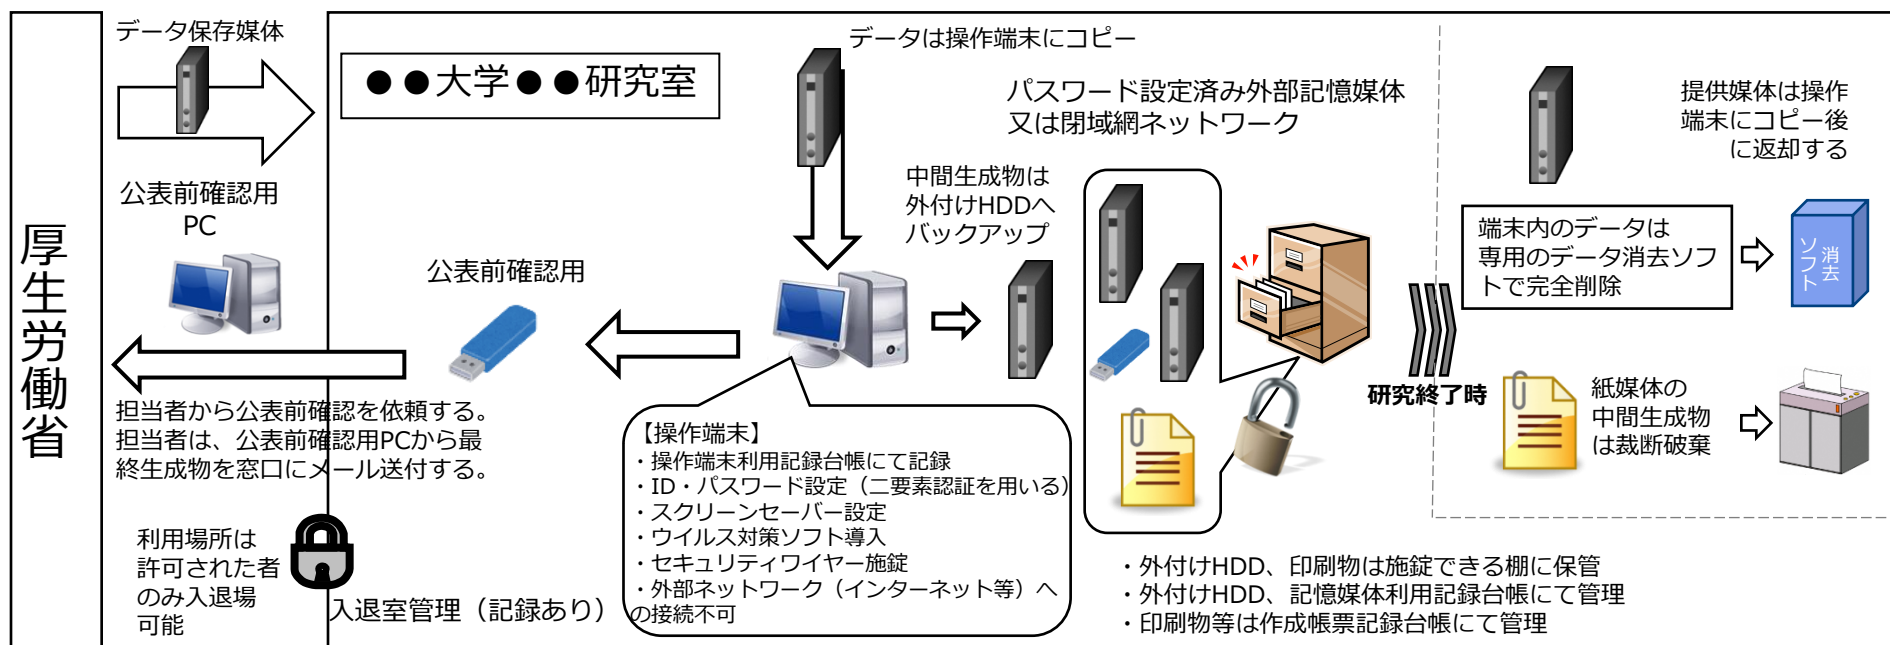 厚生労働省
データ保存媒体
公表前確認用
PC
担当者から公表前確認を依頼する。
担当者は、公表前確認用PCから最
終生成物を窓口にメール送付する。
利用場所は
許可された者
のみ入退場
可能
入退室管理（記録あり）
●●大学●●研究室
公表前確認用
データは操作端末にコピー
中間生成物は
外付けHDDへ
バックアップ
パスワード設定済み外部記憶媒体
又は閉域網ネットワーク
【操作端末】
・操作端末利用記録台帳にて記録
・ID・パスワード設定（二要素認証を用いる）
・スクリーンセーバー設定
・ウイルス対策ソフト導入
・セキュリティワイヤー施錠
・外部ネットワーク（インターネット等）へ
の接続不可
・外付けHDD、印刷物は施錠できる棚に保管
・外付けHDD、記憶媒体利用記録台帳にて管理
・印刷物等は作成帳票記録台帳にて管理
研究終了時
提供媒体は操作
端末にコピー後
に返却する
端末内のデータは
専用のデータ消去ソフ
トで完全削除
消去
ソフト
紙媒体の
中間生成物
は裁断破棄